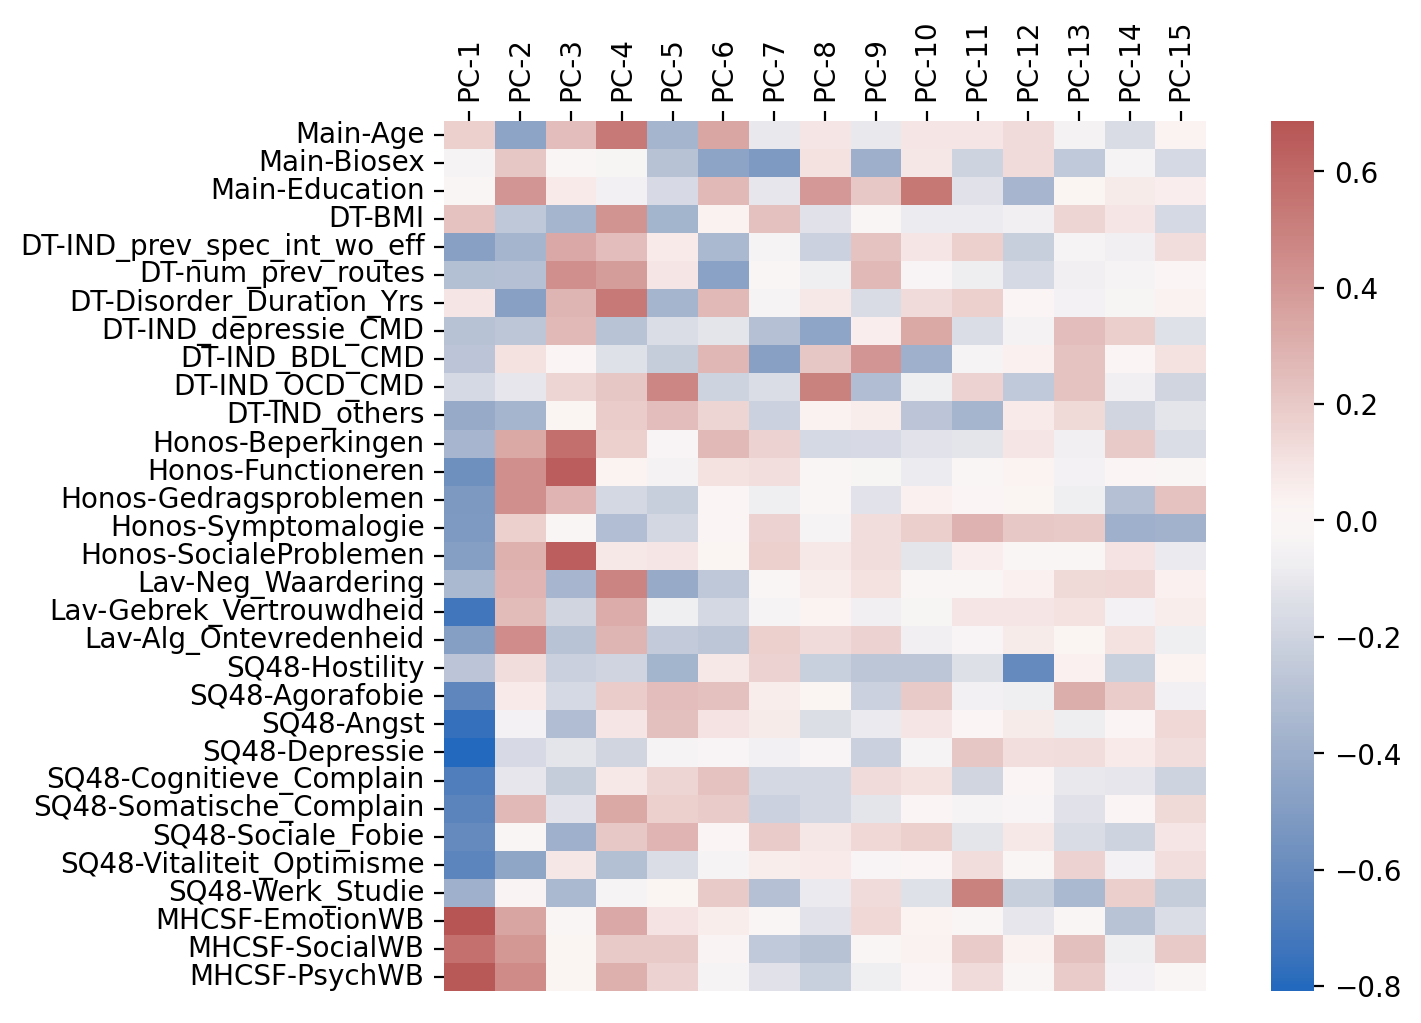 PC-1
PC-2
PC-3
PC-4
PC-5
PC-6
PC-7
PC-8
PC-9
PC-10
PC-11
PC-12
PC-13
PC-14
PC-15
Main-Age
Main-Biosex
Main-Education
DT-BMI
DT-IND_prev_spec_int_wo_eff
DT-num_prev_routes
DT-Disorder_Duration_Yrs
DT-IND_depressie_CMD
DT-IND_BDL_CMD
DT-IND_OCD_CMD
DT-IND_others
Honos-Beperkingen
Honos-Functioneren
Honos-Gedragsproblemen
Honos-Symptomalogie
Honos-SocialeProblemen
Lav-Neg_Waardering
Lav-Gebrek_Vertrouwdheid
Lav-Alg_Ontevredenheid
SQ48-Hostility
SQ48-Agorafobie
SQ48-Angst
SQ48-Depressie
SQ48-Cognitieve_Complain
SQ48-Somatische_Complain
SQ48-Sociale_Fobie
SQ48-Vitaliteit_Optimisme
SQ48-Werk_Studie
MHCSF-EmotionWB
MHCSF-SocialWB
MHCSF-PsychWB
0.6
0.4
0.2
0.0
−0.2
−0.4
−0.6
−0.8